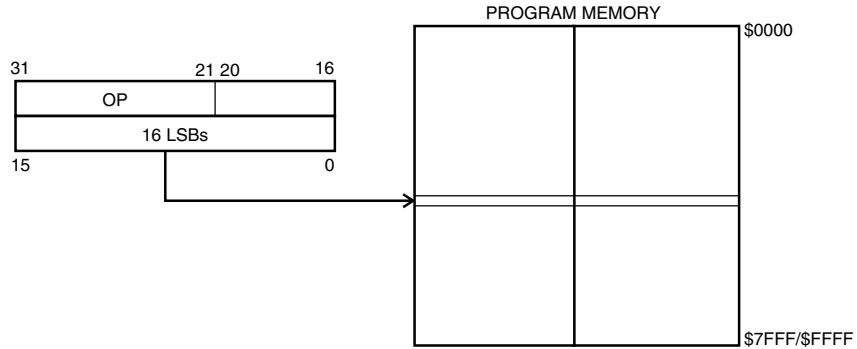 PROGRAM MEMORY
$0000
31 21 20 16
OP
16 LSBs
15 0
$7FFF/$FFFF